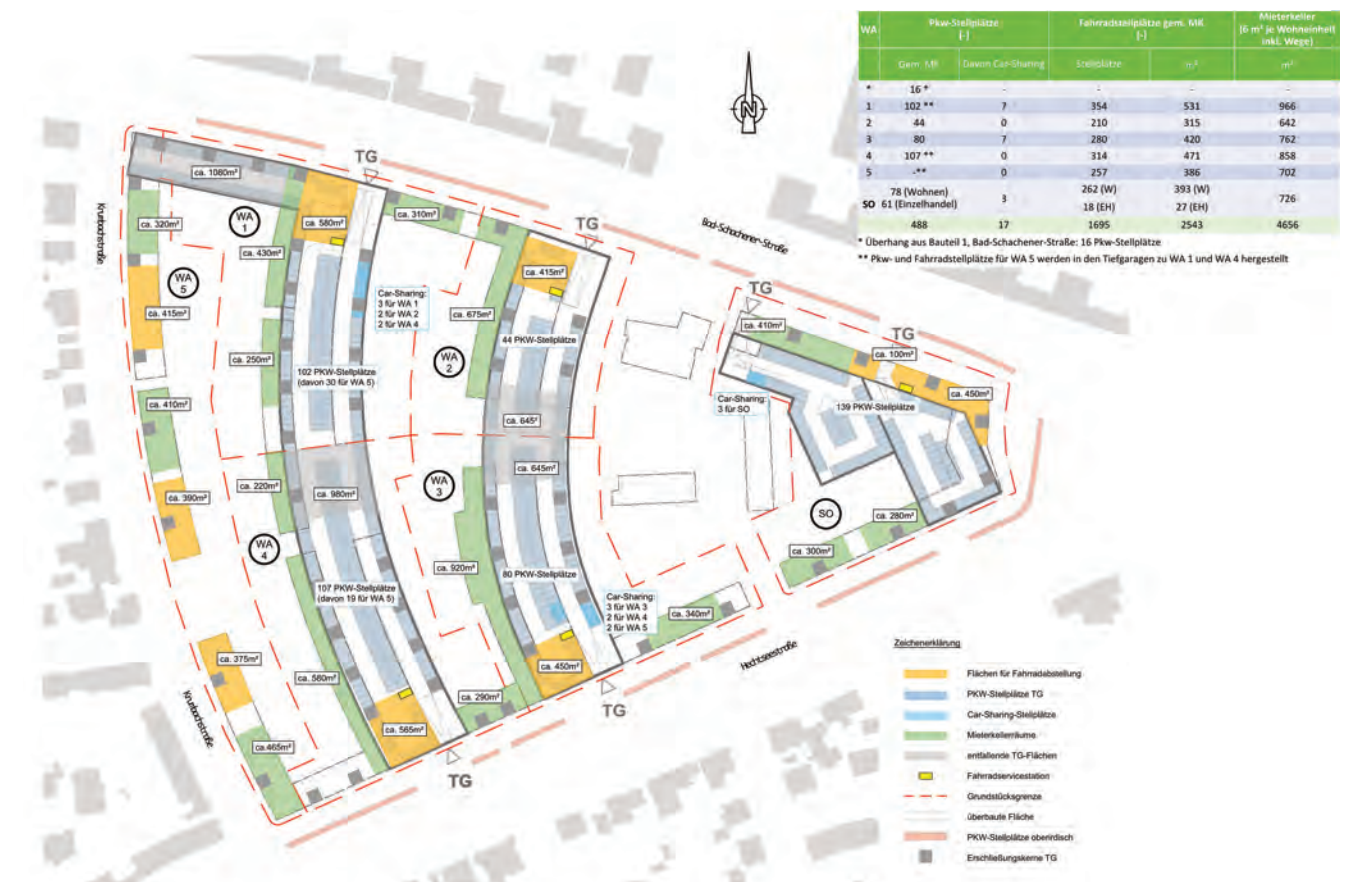 WA
Pkw-Stellplätze
[-]
Fahrradstellplätze gem. MK
[-]
Mieterkeller
(6 m² je Wohneinheit
inkl. Wege)
Gem. MK
Davon Car-Sharing
Stellplätze
m²
m²
* 16 * - - - -
1 102 ** 7 354 531 966
2 44 0 210 315 642
3 80 7 280 420 762
4 107 ** 0 314 471 858
5 -** 0 257 386 702
SO 78 (Wohnen) 3 262 (W) 393 (W) 726
61 (Einzelhandel) 18 (EH) 27 (EH)
488 17 1695 2543 4656
* Überhang aus Bauteil 1, Bad-Schachener-Straße: 16 Pkw-Stellplätze
** Pkw- und Fahrradstellplätze für WA 5 werden in den Tiefgaragen zu WA 1 und WA 4 hergestellt
N
TG
ca. 1080m²
ca. 580m²
ca. 310m²
TG
Bad-Schachener-Straße
ca. 320m²
WA
1
ca. 430m²
WA
5
ca. 415m²
Car-Sharing:
3 für WA 1
2 für WA 2
2 für WA 4
ca. 415m²
ca. 675m²
44 PKW-Stellplätze
TG
ca. 410m²
TG
ca. 100m²
ca. 450m²
ca. 250m²
102 PKW-Stellplätze
(davon 30 für WA 5)
WA
2
Car-Sharing:
3 für SO
139 PKW-Stellplätze
ca. 410m²
ca. 645²
ca. 645m²
ca. 220m²
ca. 980m²
WA
3
ca. 390m²
SO
ca. 280m²
ca. 300m²
WA
4
107 PKW-Stellplätze
(davon 19 für WA 5)
ca. 920m²
80 PKW-Stellplätze
Car-Sharing:
3 für WA 3
2 für WA 4
2 für WA 5
ca. 340m²
ca. 375m²
ca. 580m²
ca. 450m²
Hechtseestraße
ca. 290m²
TG
ca. 565m²
ca.465m²
TG
Zeichenerklärung
Flächen für Fahrradabstellung
PKW-Stellplätze TG
Car-Sharing-Stellplätze
Mieterkellerräume
entfallende TG-Flächen
Fahrradservicestation
Grundstücksgrenze
überbaute Fläche
PKW-Stellplätze oberirdisch
Erschließungskerne TG